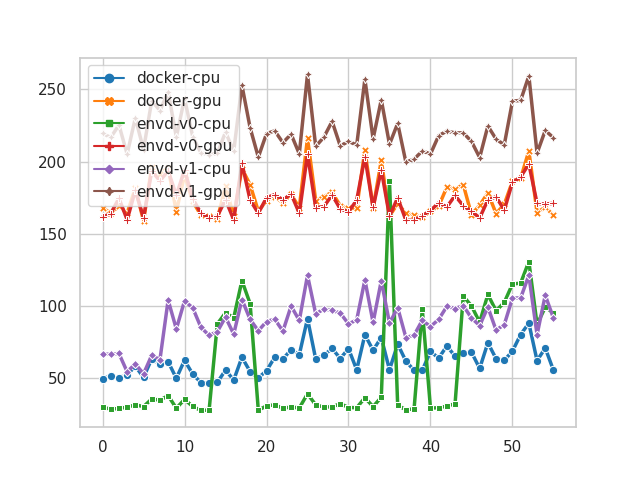 docker-cpu
docker-gpu
envd-v0-cpu
envd-v0-gpu
envd-v1-cpu
envd-v1-gpu
250
200
150
100
50
0 10 20 30 40 50